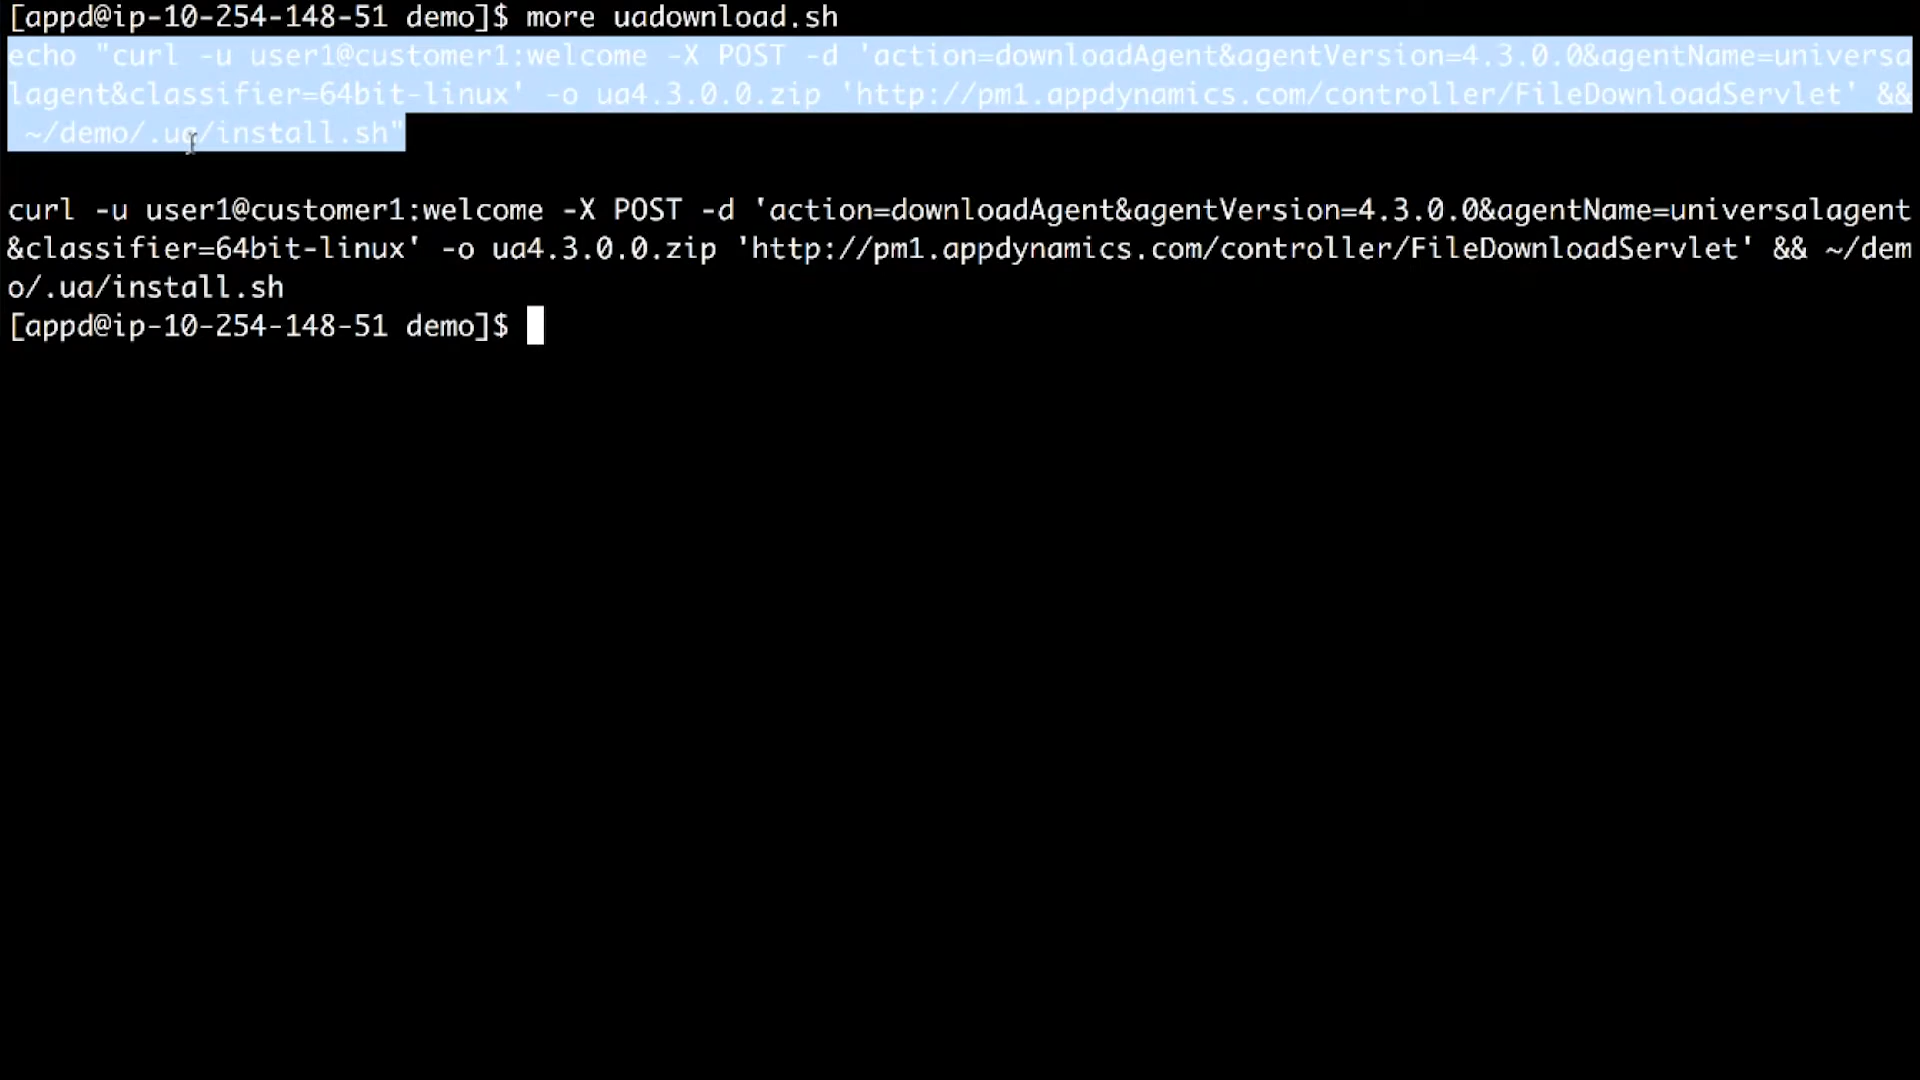 [appd@ip-10-254-148-51 demo]$ more uadownload.sh
echo "curl -u user1@customer1:welcome -X POST -d 'action=downloadAgent&agentVersion=4.3.0.0&agentName=universa
lagent&classifier=64bit-linux' -o ua4.3.0.0.zip 'http://pm1.appdynamics.com/controller/FileDownloadServlet' &&
 ~/demo/.ua/install.sh"
curl -u user1@customer1:welcome -X POST -d 'action=downloadAgent&agentVersion=4.3.0.0&agentName=universalagent
&classifier=64bit-linux' -o ua4.3.0.0.zip 'http://pm1.appdynamics.com/controller/FileDownloadServlet' && ~/dem
o/.ua/install.sh
[appd@ip-10-254-148-51 demo]$